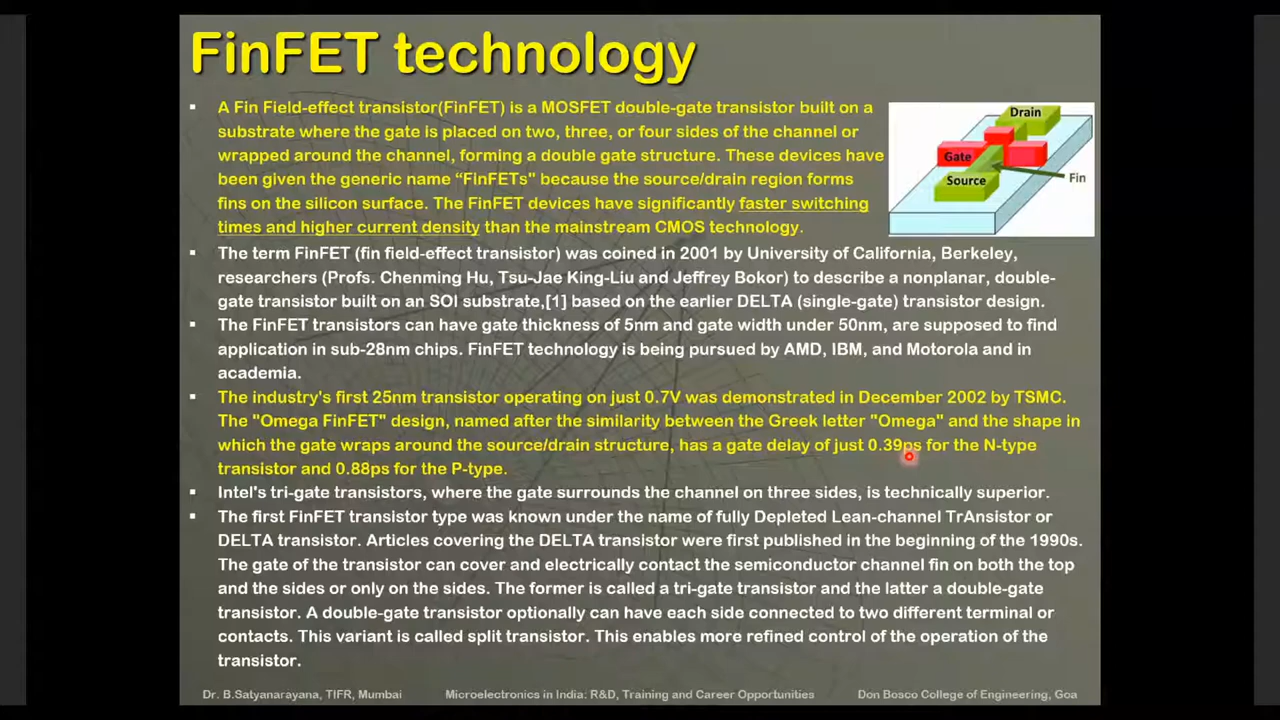 FinFET technology
▪ A Fin Field-effect transistor(FinFET) is a MOSFET double-gate transistor built on a
substrate where the gate is placed on two, three, or four sides of the channel or
wrapped around the channel, forming a double gate structure. These devices have
been given the generic name “FinFETs" because the source/drain region forms
fins on the silicon surface. The FinFET devices have significantly faster switching
times and higher current density than the mainstream CMOS technology.
Drain
Gate
Source
Fin
▪ The term FinFET (fin field-effect transistor) was coined in 2001 by University of California, Berkeley,
researchers (Profs. Chenming Hu, Tsu-Jae King-Liu and Jeffrey Bokor) to describe a nonplanar, double-
gate transistor built on an SOI substrate,[1] based on the earlier DELTA (single-gate) transistor design.
▪ The FinFET transistors can have gate thickness of 5nm and gate width under 50nm, are supposed to find
application in sub-28nm chips. FinFET technology is being pursued by AMD, IBM, and Motorola and in
academia.
▪ The industry's first 25nm transistor operating on just 0.7V was demonstrated in December 2002 by TSMC.
The "Omega FinFET" design, named after the similarity between the Greek letter "Omega" and the shape in
which the gate wraps around the source/drain structure, has a gate delay of just 0.39ps for the N-type
transistor and 0.88ps for the P-type.
▪ Intel's tri-gate transistors, where the gate surrounds the channel on three sides, is technically superior.
▪ The first FinFET transistor type was known under the name of fully Depleted Lean-channel TrAnsistor or
DELTA transistor. Articles covering the DELTA transistor were first published in the beginning of the 1990s.
The gate of the transistor can cover and electrically contact the semiconductor channel fin on both the top
and the sides or only on the sides. The former is called a tri-gate transistor and the latter a double-gate
transistor. A double-gate transistor optionally can have each side connected to two different terminal or
contacts. This variant is called split transistor. This enables more refined control of the operation of the
transistor.
Dr. B.Satyanarayana, TIFR, Mumbai Microelectronics in India: R&D, Training and Career Opportunities Don Bosco College of Engineering, Goa